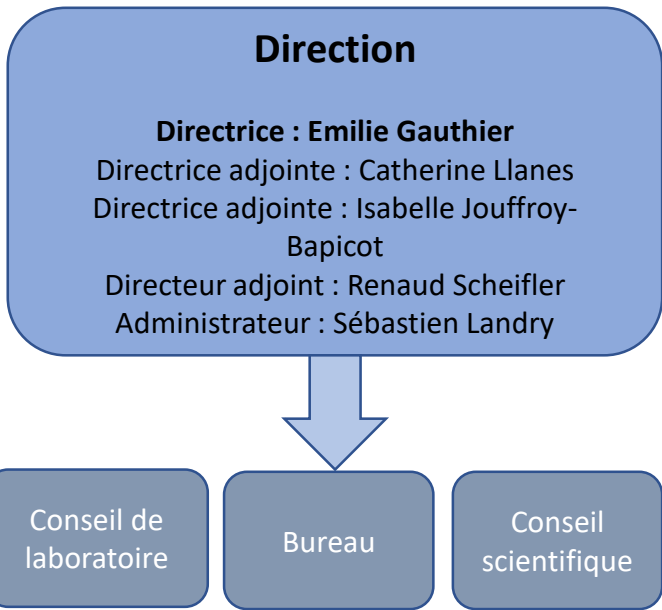 Direction
Directrice : Emilie Gauthier
Directrice adjointe : Catherine Llanes
Directrice adjointe : Isabelle Jouffroy-
Bapicot
Directeur adjoint : Renaud Scheifler
Administrateur : Sébastien Landry
Conseil de
laboratoire
Bureau
Conseil
scientifique